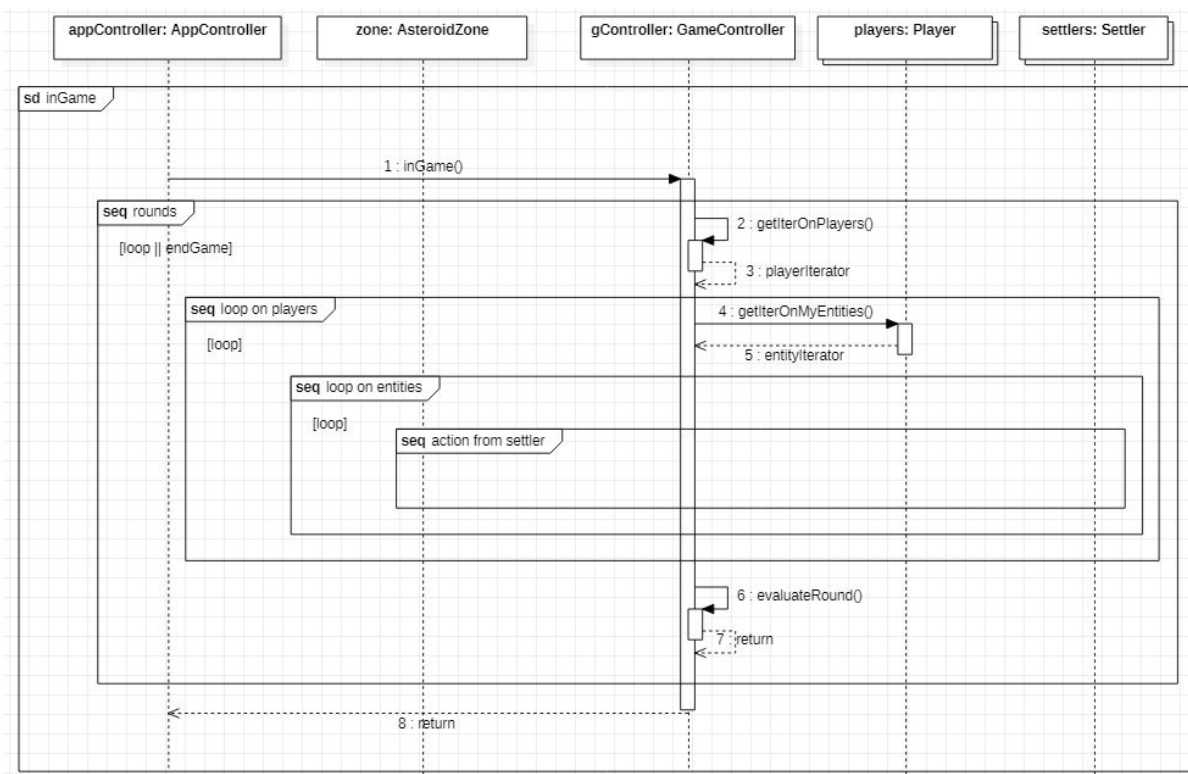 appController: AppController
zone: AsteroidZone
gController: GameController
players: Player
settlers: Settler
sd inGame
1 : inGame()
seq rounds
2 : getIterOnPlayers()
[loop || endGame]
3 : playerIterator
seq loop on players
4 : getIterOnMyEntities()
[loop]
5 : entityIterator
seq loop on entities
[loop]
seq action from settler
6 : evaluateRound()
7 : return
8 : return